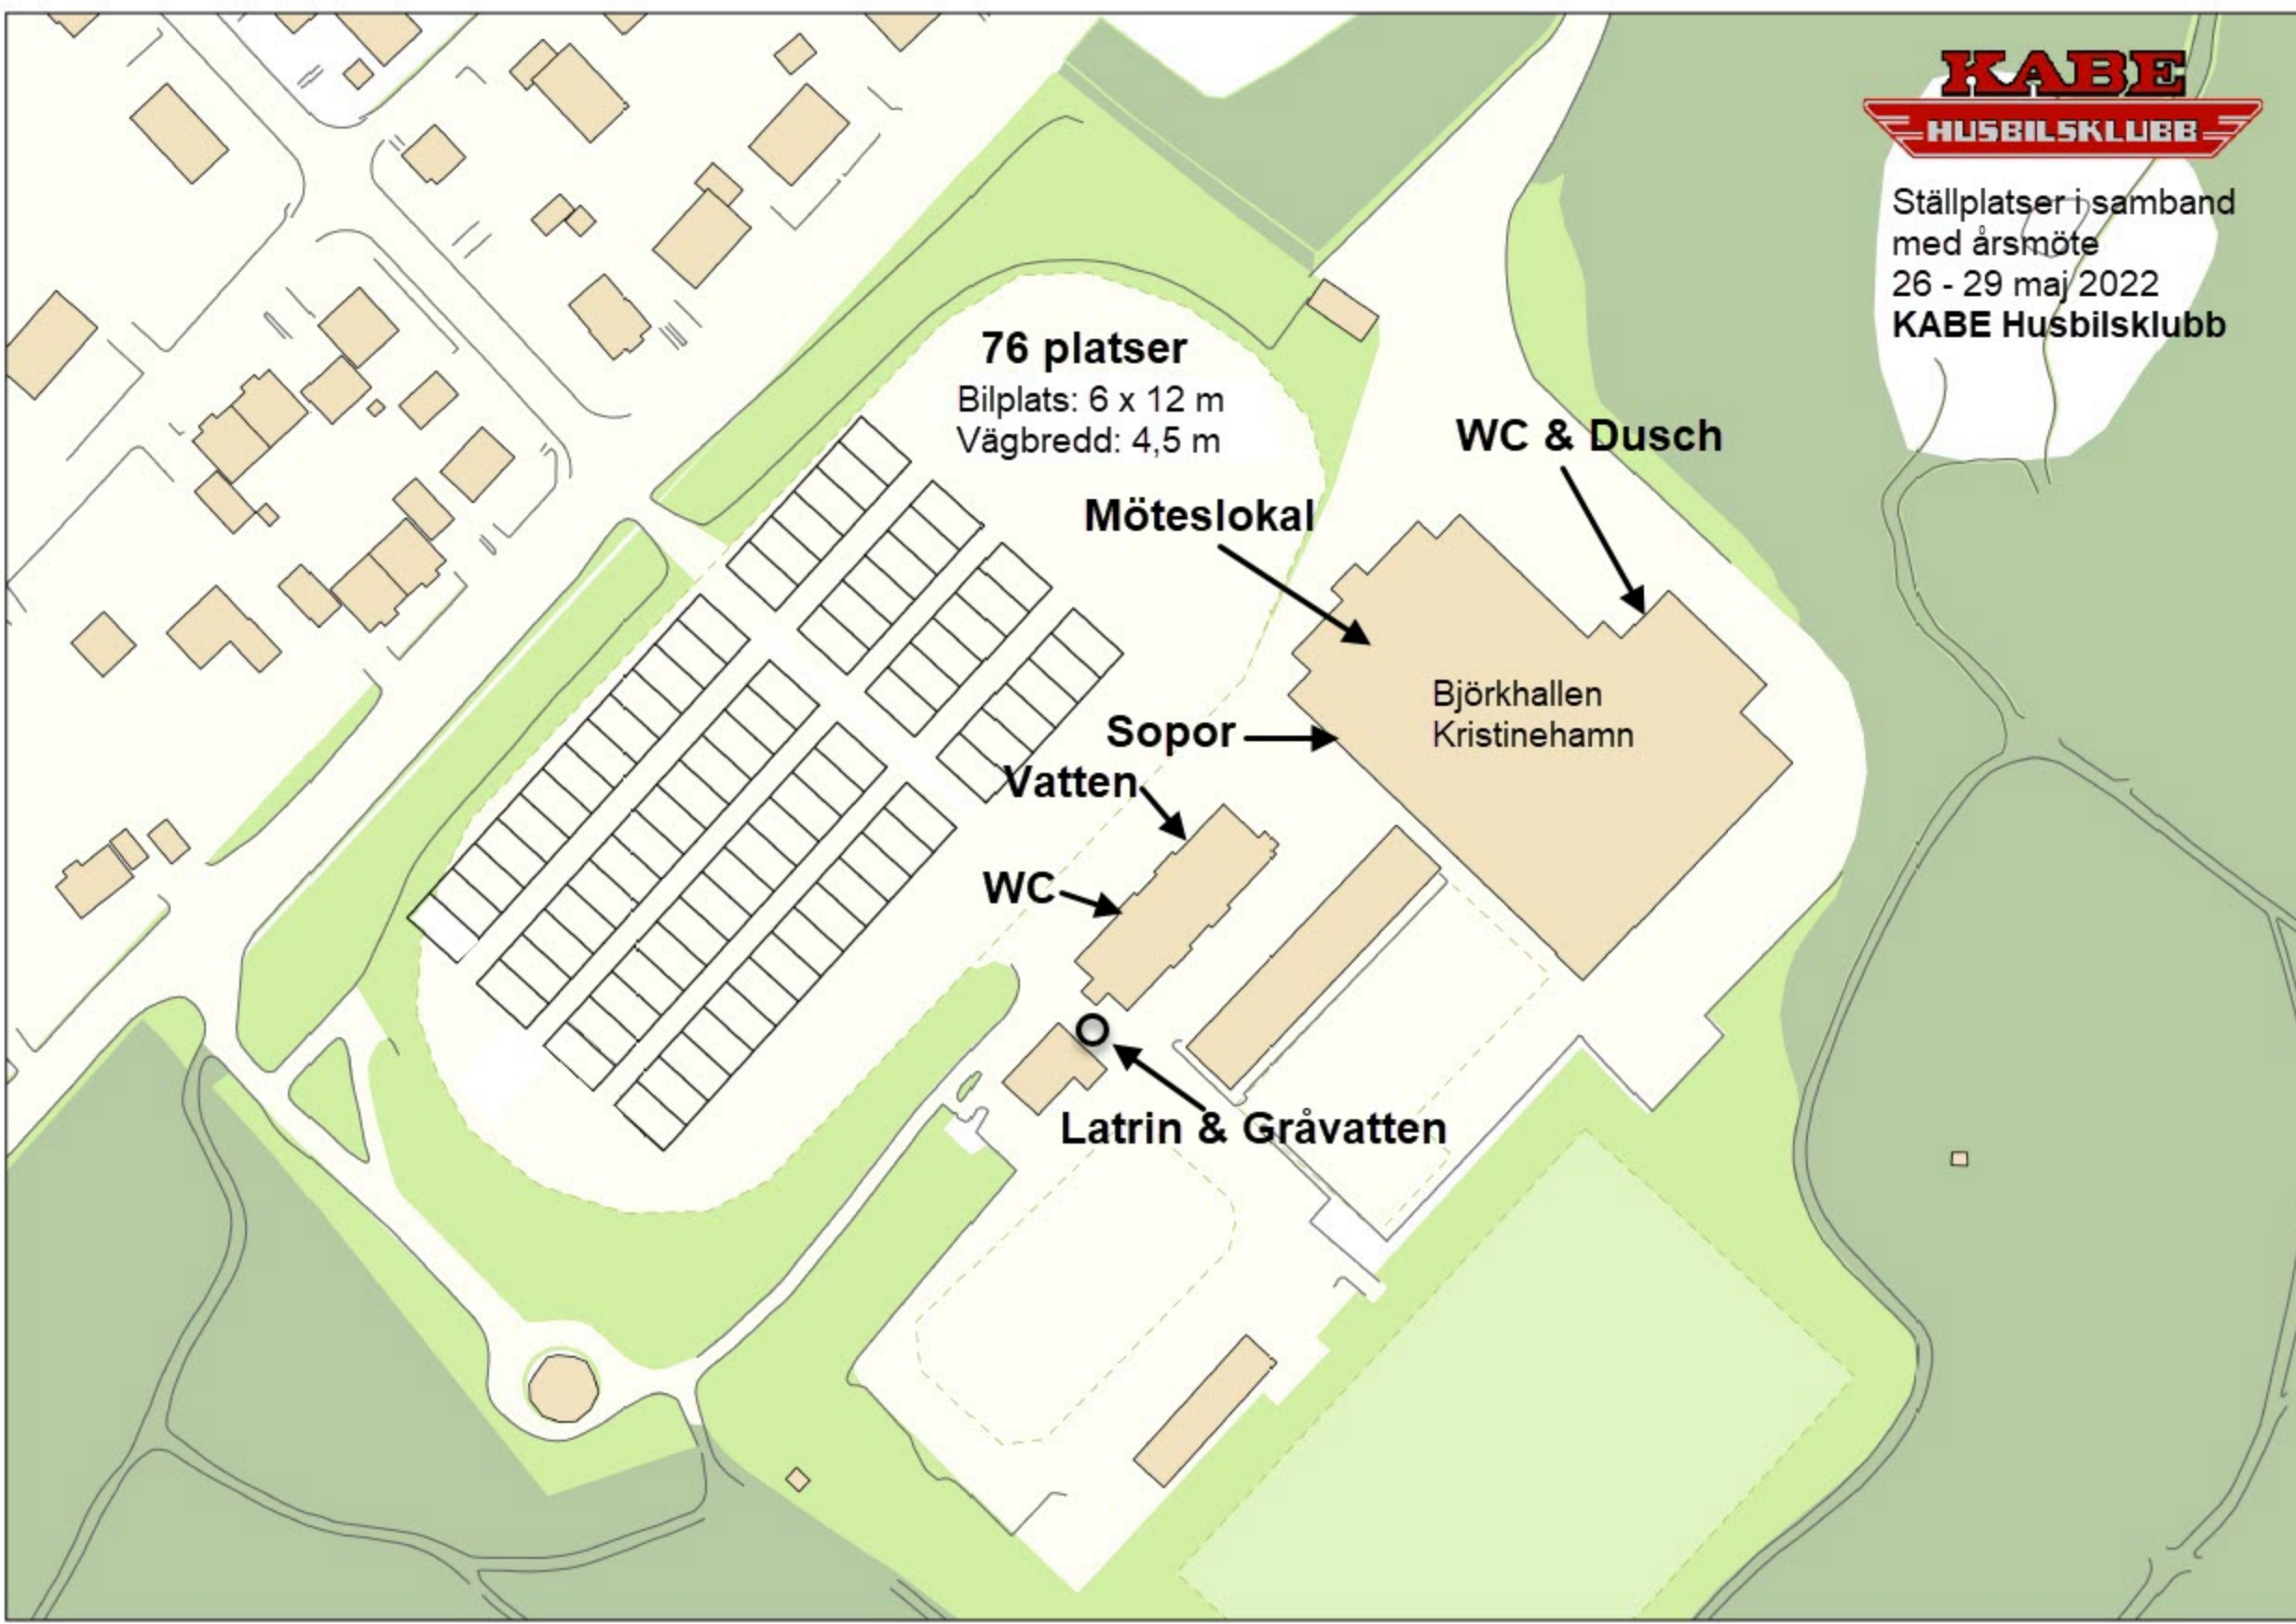 KABE
HUSBILSKLUBB
Ställplatser i samband
med årsmöte
26 - 29 maj 2022
KABE Husbilsklubb
76 platser
Bilplats: 6 x 12 m
Vägbredd: 4,5 m
WC & Dusch
Möteslokal
Björkhallen
Kristinehamn
Sopor
Vatten
WC
Latrin & Gråvatten